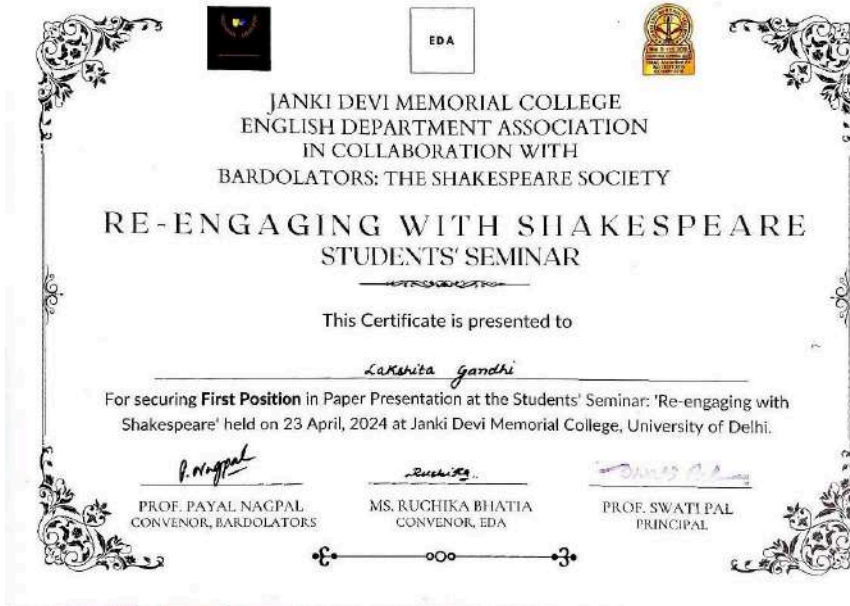 EDA
JANKI DEVI MEMORIAL COLLEGE
ENGLISH DEPARTMENT ASSOCIATION
IN COLLABORATION WITH
BARDOLATORS: THE SHAKESPEARE SOCIETY
RE-ENGAGING WITH SHAKESPEARE
STUDENTS' SEMINAR
This Certificate is presented to
Lakshita Gandhi
For securing First Position in Paper Presentation at the Students' Seminar: 'Re-engaging with
Shakespeare' held on 23 April, 2024 at Janki Devi Memorial College, University of Delhi.
P. Nagpal Ruchika
PROF. PAYAL NAGPAL MS. RUCHIKA BHATIA PROF. SWATI PAL
CONVENOR, BARDOLATORS CONVENOR, EDA PRINCIPAL